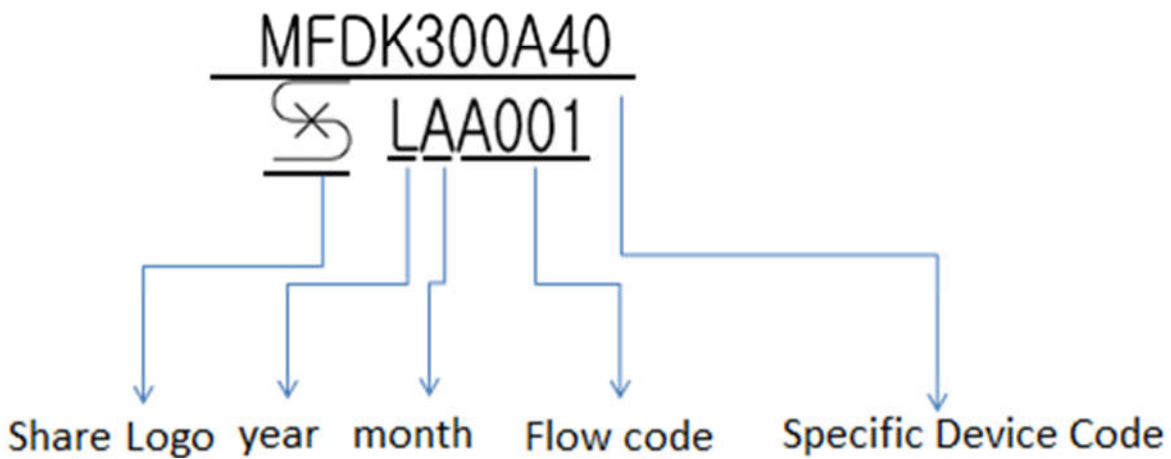 MFDK300A40
LAA001
Share Logo year month Flow code Specific Device Code